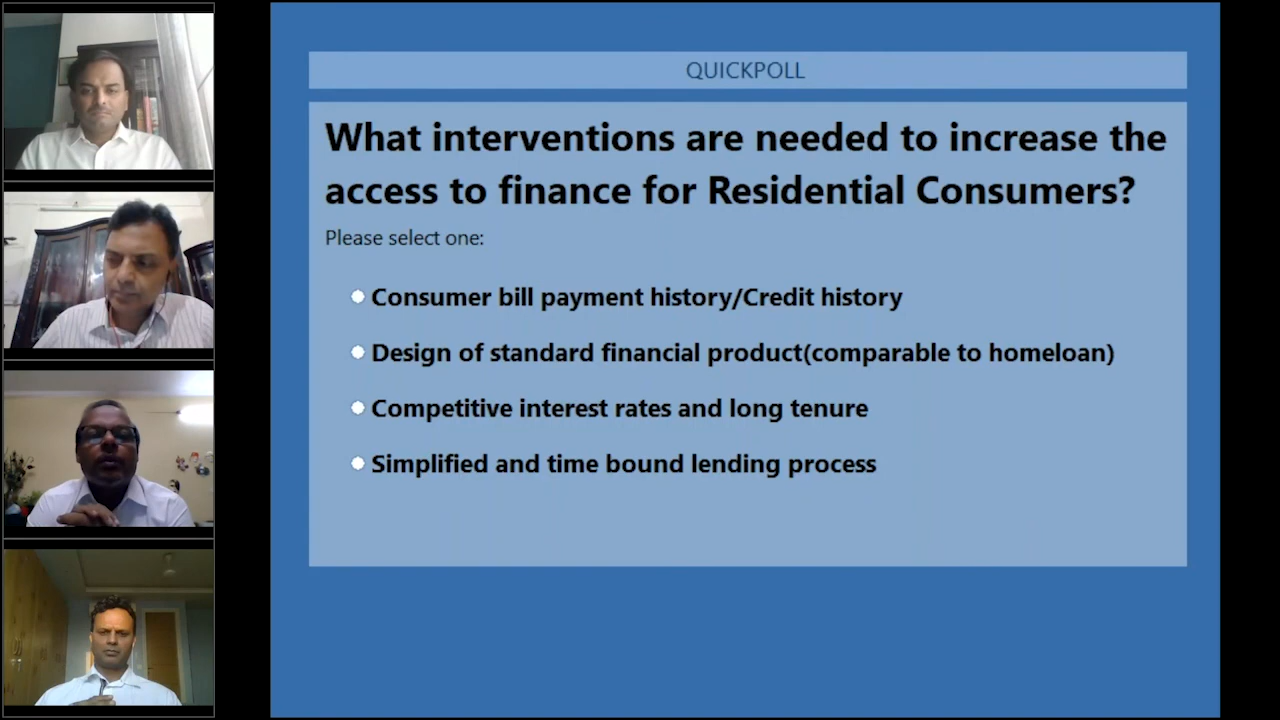 QUICKPOLL
What interventions are needed to increase the
access to finance for Residential Consumers?
Please select one:
Consumer bill payment history/Credit history
Design of standard financial product(comparable to homeloan)
Competitive interest rates and long tenure
Simplified and time bound lending process